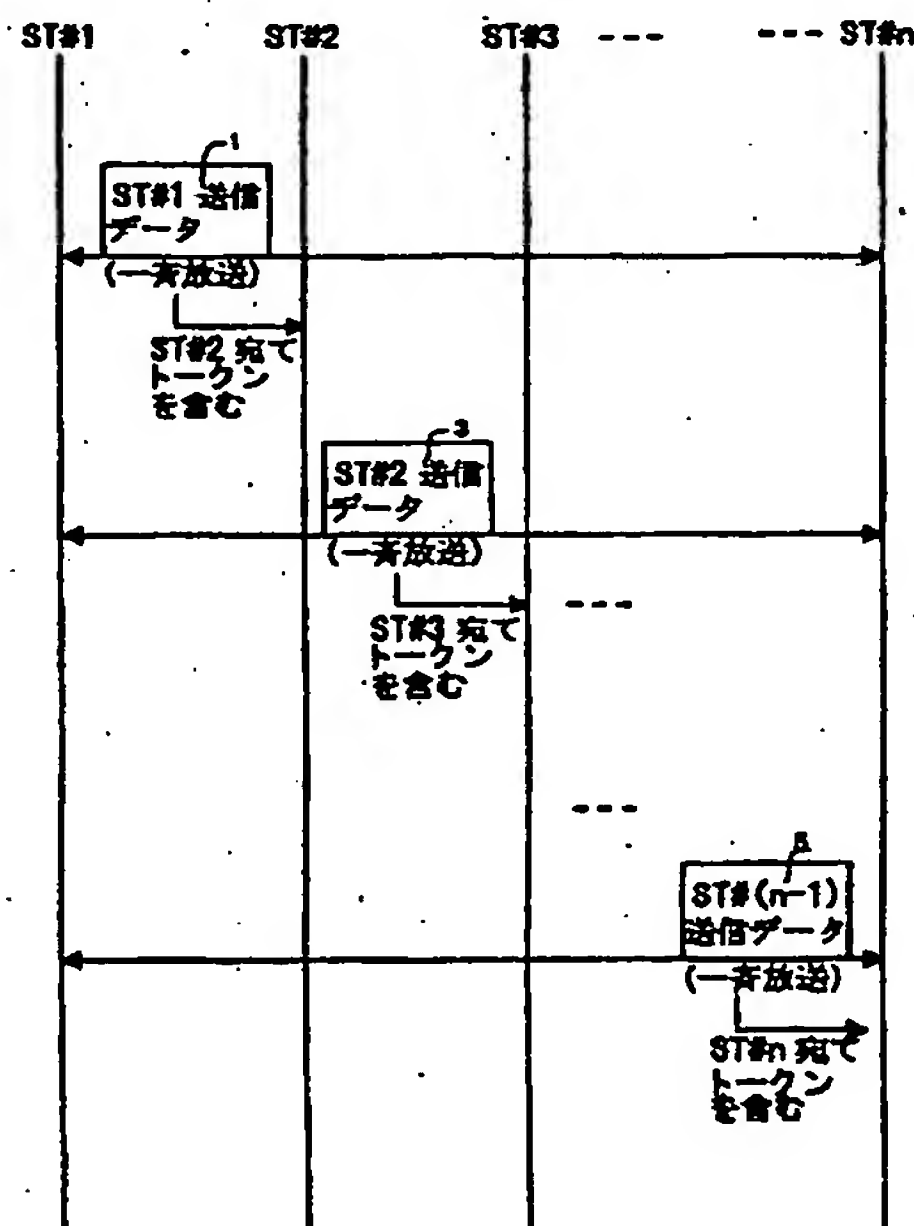 ST#1 ST#2 ST#3 --- --- ST#n
1
ST#1 送信
データ
(一斉放送)
ST#2 宛て
トークン
を含む
3
ST#2 送信
データ
(一斉放送)
---
ST#3 宛て
トークン
を含む
---
5
ST#(n-1)
送信データ
(一斉放送)
ST#n 宛て
トークン
を含む